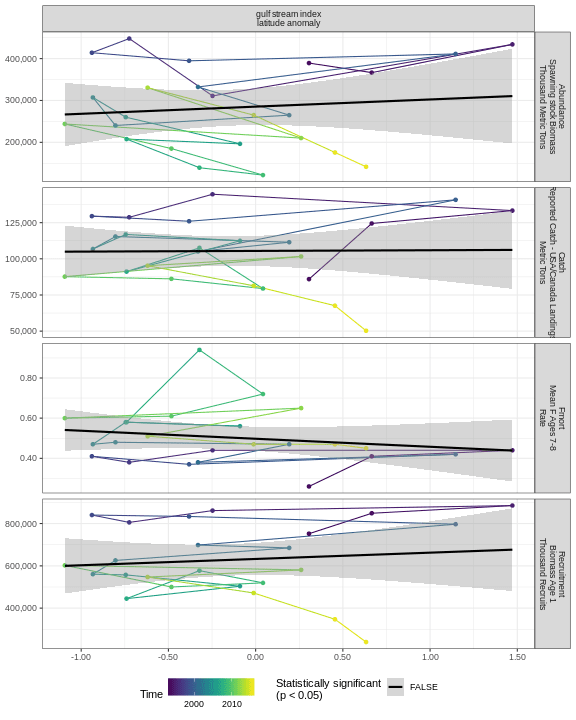 gulf stream index
latitude anomaly
400,000
300,000
200,000
Abundance
Spawning stock Biomass
Thousand Metric Tons
125,000
100,000
75,000
50,000
Catch
Reported Catch - USA/Canada Landings
Metric Tons
0.80
0.60
0.40
Fmort
Mean F Ages 7-8
Rate
800,000
600,000
400,000
Recruitment
Biomass Age 1
Thousand Recruits
-1.00
-0.50
0.00
0.50
1.00
1.50
Time
2000
2010
Statistically significant
(p < 0.05)
FALSE